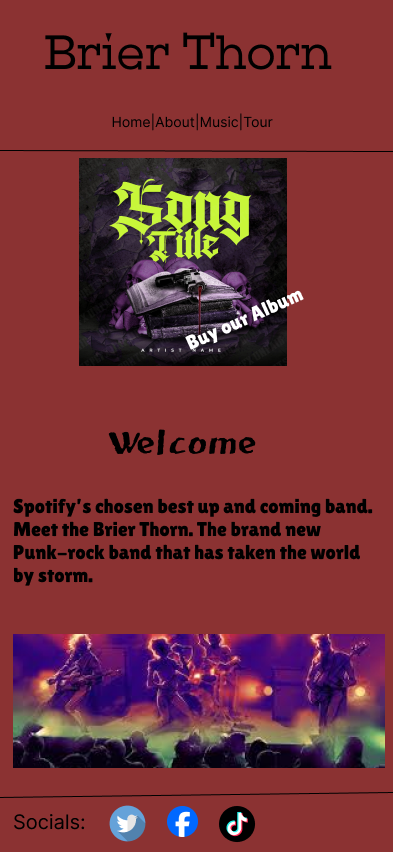 Brier Thorn
Home|About|Music|Tour
Song
Title
Buy our Album
ARTIST NAME
Welcome
Spotify's chosen best up and coming band.
Meet the Brier Thorn. The brand new
Punk-rock band that has taken the world
by storm.
Socials: